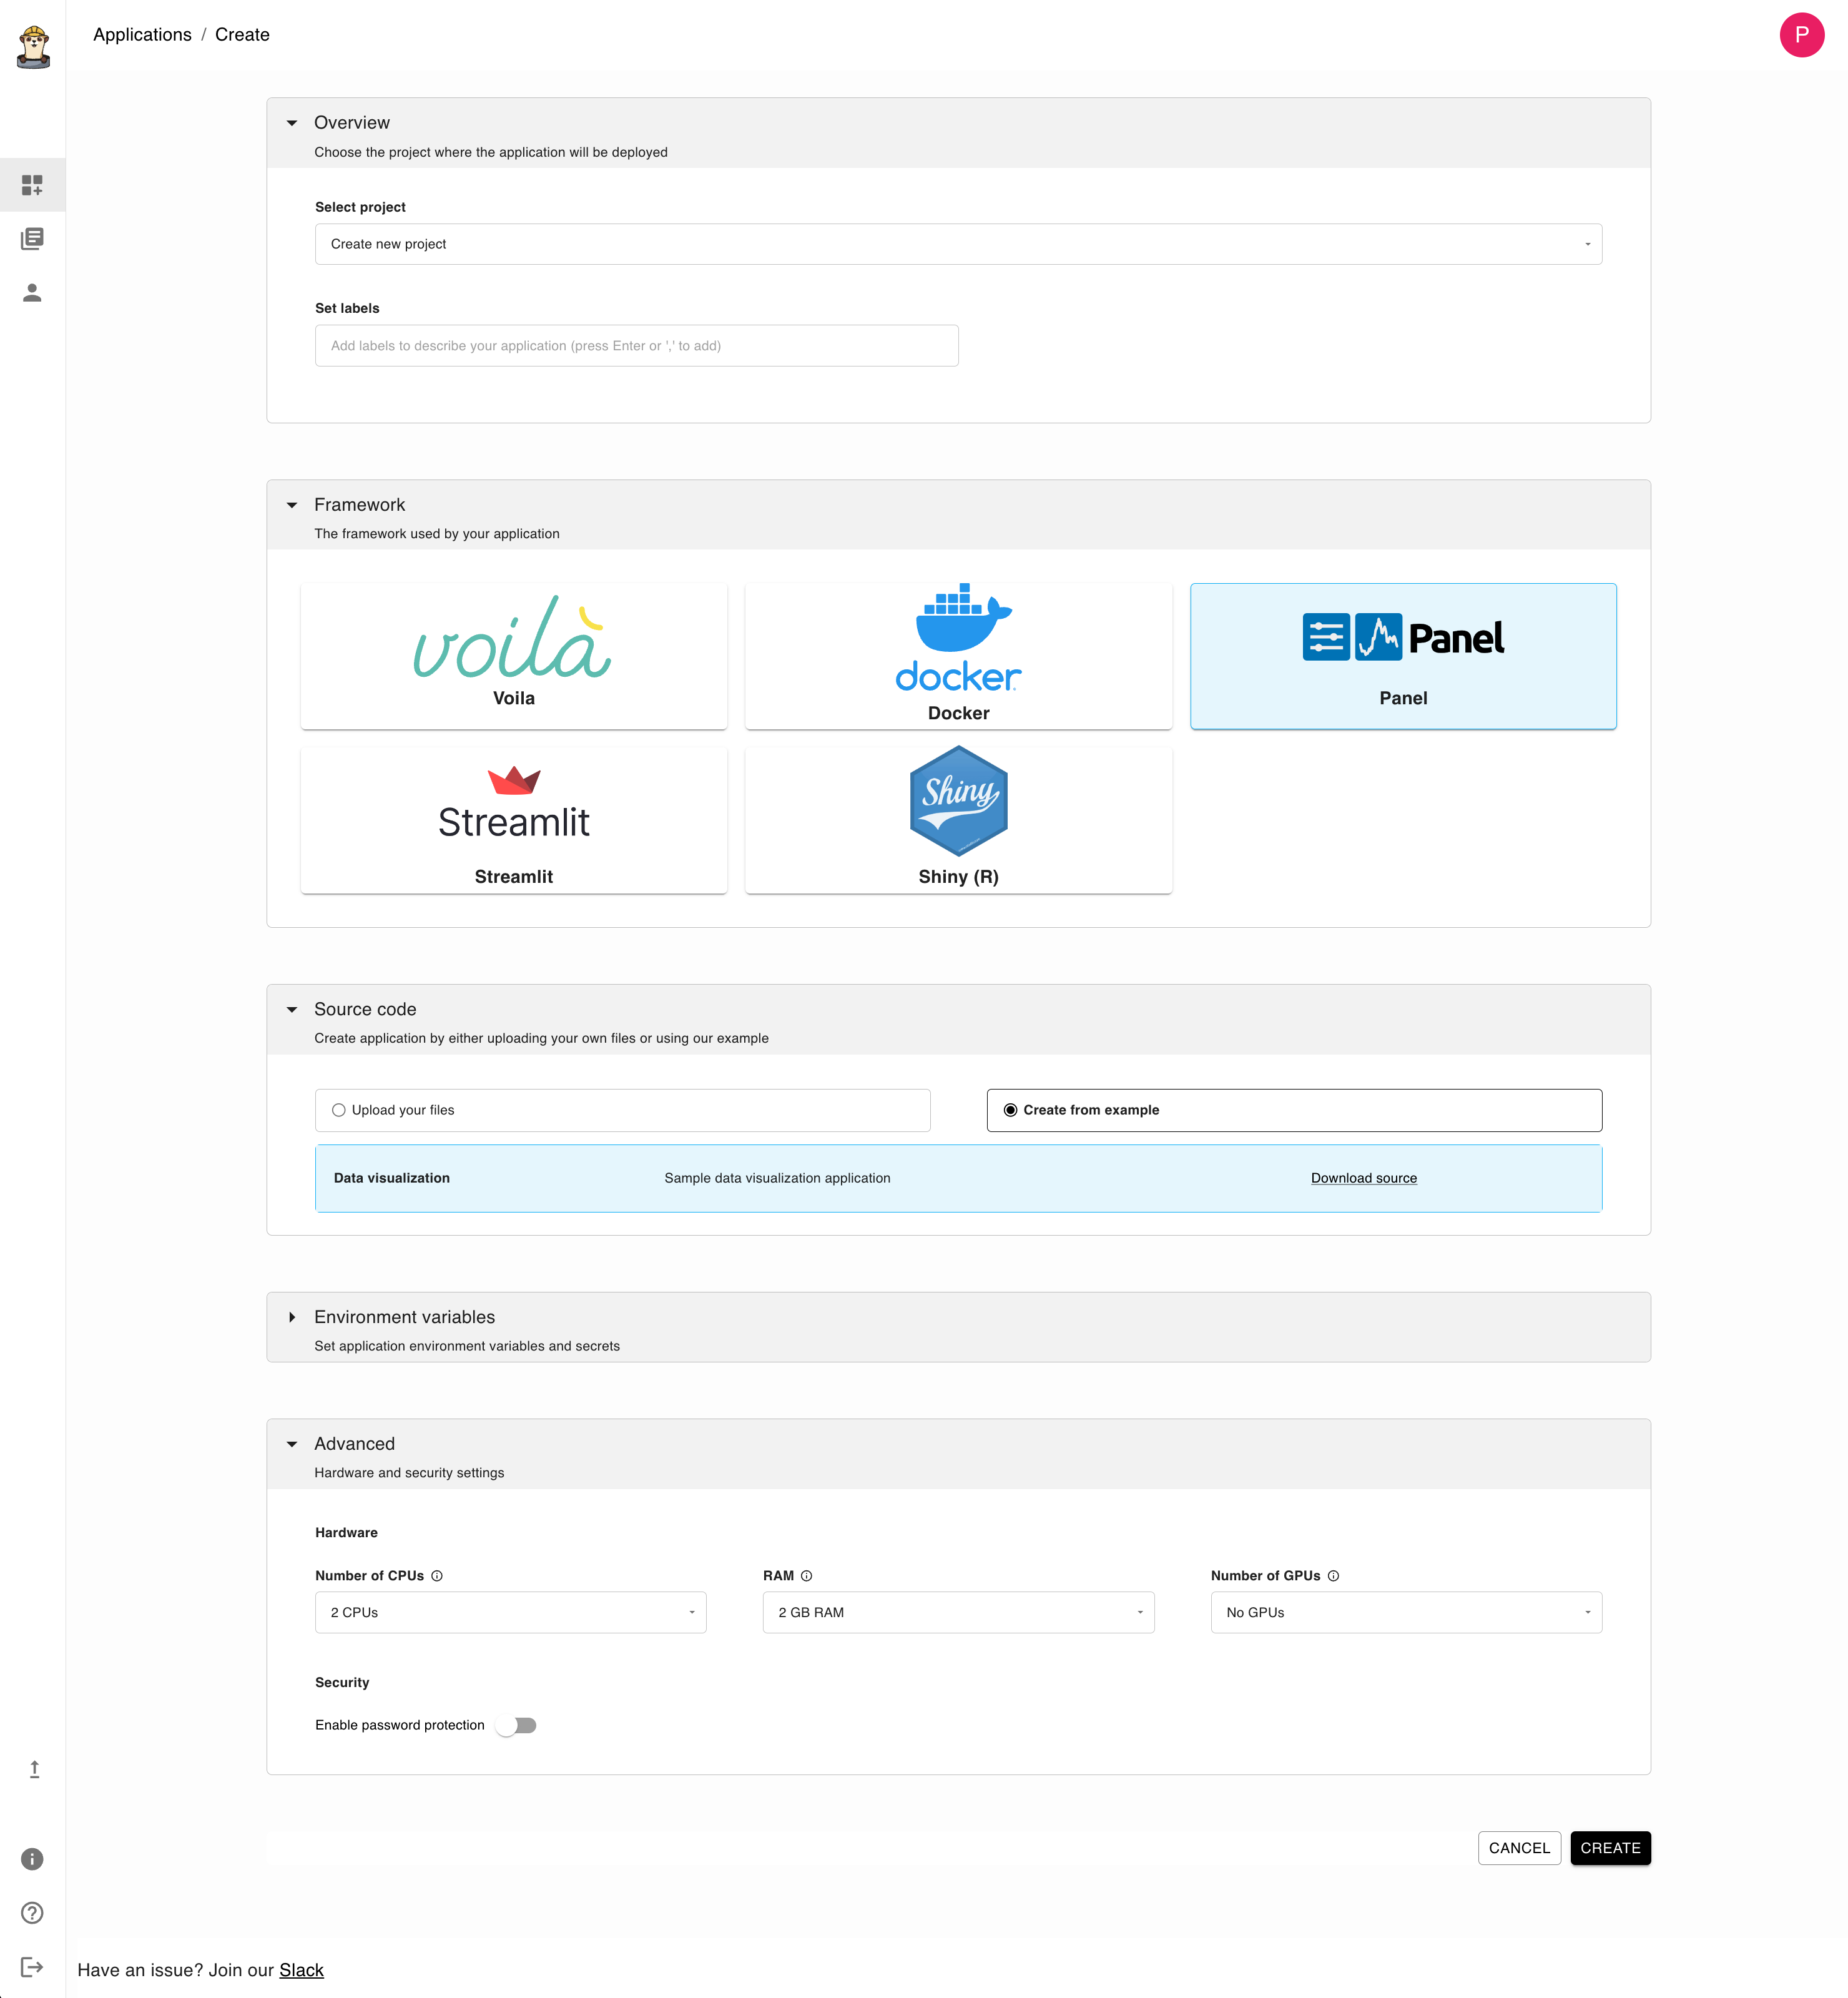 Applications / Create
P
Overview
Choose the project where the application will be deployed
Select project
Create new project
Set labels
Add labels to describe your application (press Enter or ',' to add)
Framework
The framework used by your application
voilà
Voila
docker
Docker
Panel
Panel
Streamlit
Streamlit
Shiny
Shiny (R)
Source code
Create application by either uploading your own files or using our example
Upload your files
Create from example
Data visualization Sample data visualization application Download source
Environment variables
Set application environment variables and secrets
Advanced
Hardware and security settings
Hardware
Number of CPUs RAM Number of GPUs
2 CPUs 2 GB RAM No GPUs
Security
Enable password protection
CANCEL CREATE
Have an issue? Join our Slack